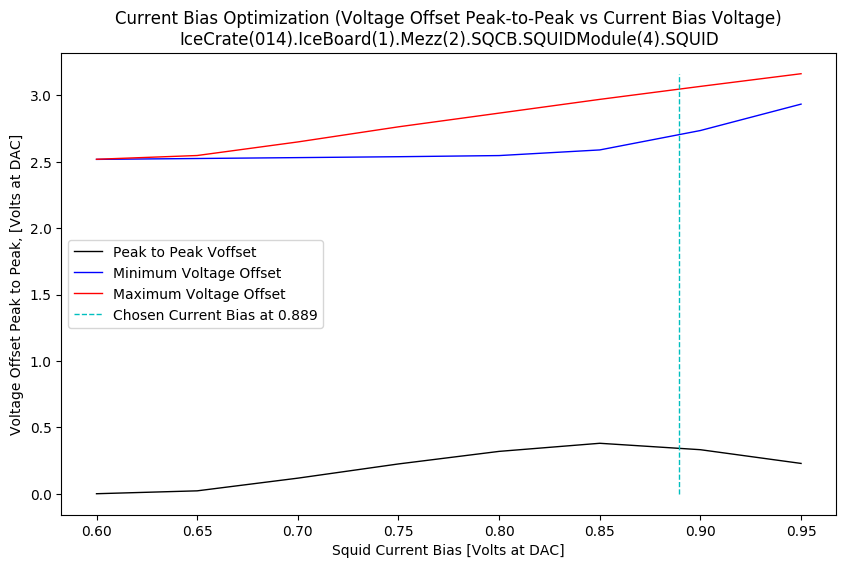 Current Bias Optimization (Voltage Offset Peak-to-Peak vs Current Bias Voltage)
IceCrate(014).IceBoard(1).Mezz(2).SQCB.SQUIDModule(4).SQUID
Voltage Offset Peak to Peak, [Volts at DAC]
3.0
2.5
2.0
1.5
1.0
0.5
0.0
Peak to Peak Voffset
Minimum Voltage Offset
Maximum Voltage Offset
Chosen Current Bias at 0.889
0.60 0.65 0.70 0.75 0.80 0.85 0.90 0.95
Squid Current Bias [Volts at DAC]